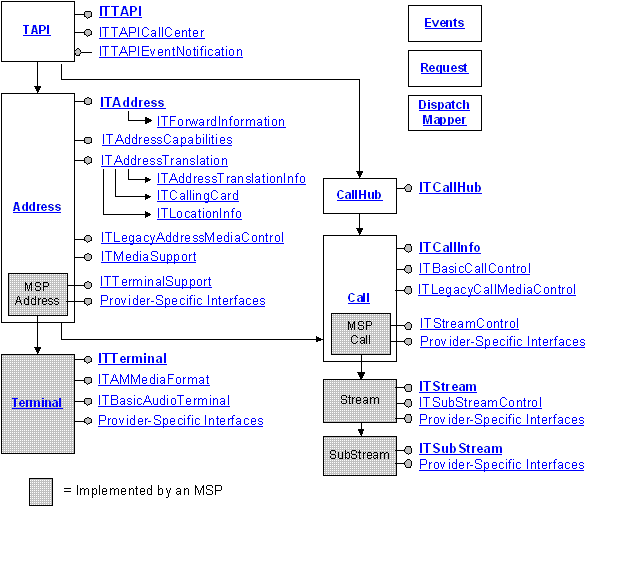 TAPI
ITTAPI
ITTAPICallCenter
ITTAPIEventNotification
Events
Request
Dispatch
Mapper
Address
ITAddress
ITForwardInformation
ITAddressCapabilities
ITAddressTranslation
ITAddressTranslationInfo
ITCallingCard
ITLocationInfo
ITLegacyAddressMediaControl
ITMediaSupport
MSP
Address
ITTerminalSupport
Provider-Specific Interfaces
CallHub
ITCallHub
Call
ITCallInfo
ITBasicCallControl
ITLegacyCallMediaControl
MSP
Call
ITStreamControl
Provider-Specific Interfaces
Terminal
ITTerminal
ITAMMediaFormat
ITBasicAudioTerminal
Provider-Specific Interfaces
Stream
ITStream
ITSubStreamControl
Provider-Specific Interfaces
SubStream
ITSubStream
Provider-Specific Interfaces
= Implemented by an MSP